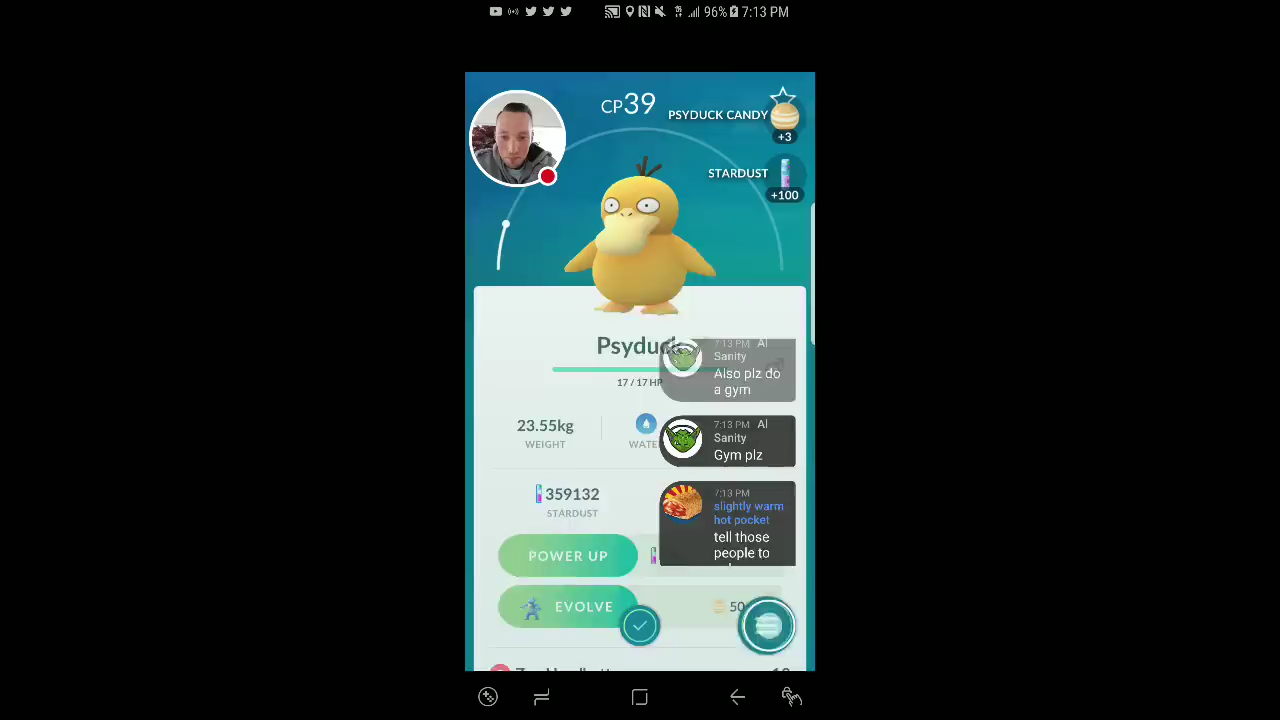 96% 7:13 PM
CP39
PSYDUCK CANDY
+3
STARDUST
+100
Psyduck
7:13 PM Al
Sanity
Also plz do
a gym
17 / 17 HP
23.55kg
WEIGHT
WATE
7:13 PM Al
Sanity
Gym plz
359132
STARDUST
7:13 PM
slightly warm
hot pocket
tell those
people to
POWER UP
EVOLVE
50